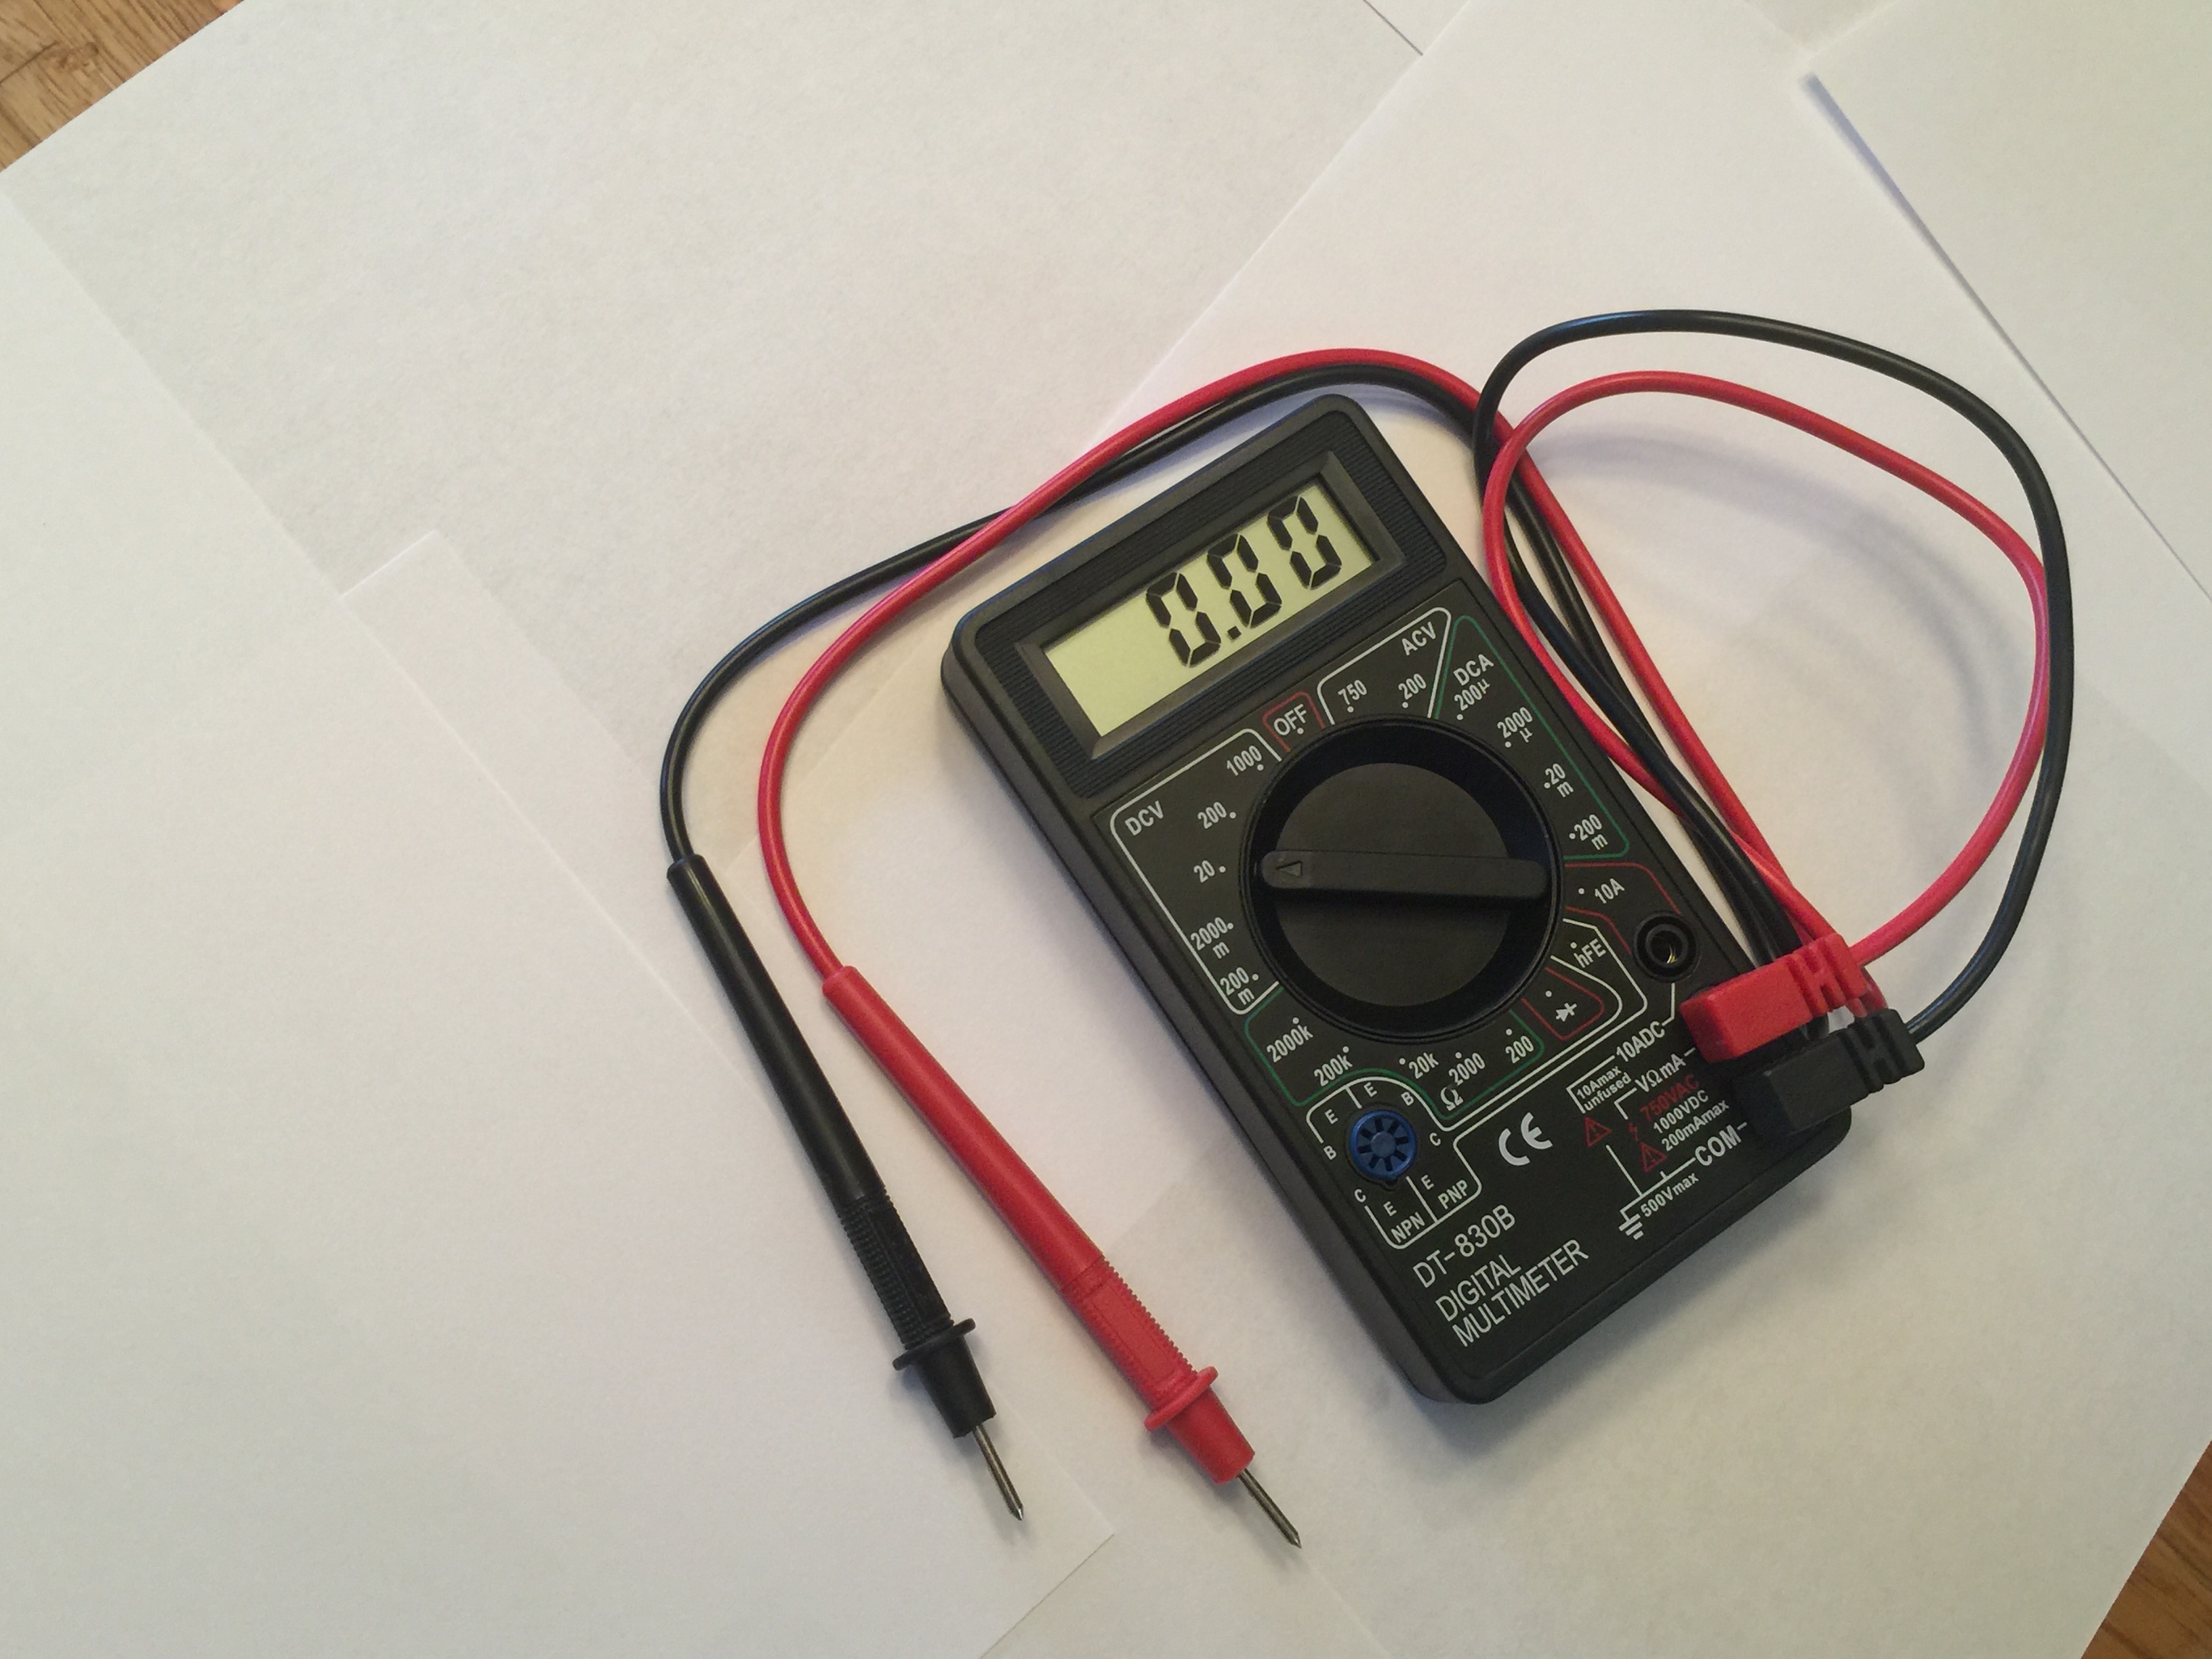 0.00
OFF
750
200
ACV
DCV
1000
200
20
2000m
200m
DCA
200µ
2000µ
20m
200m
10A
hFE
2000k
200k
20k
2000
200
Ω
E
B
C
E
NPN
E
B
C
E
PNP
CE
DT-830B
DIGITAL
MULTIMETER
10ADC
10Amax
unfused
VΩmA
750VAC
1000VDC
200mAmax
COM
500Vmax